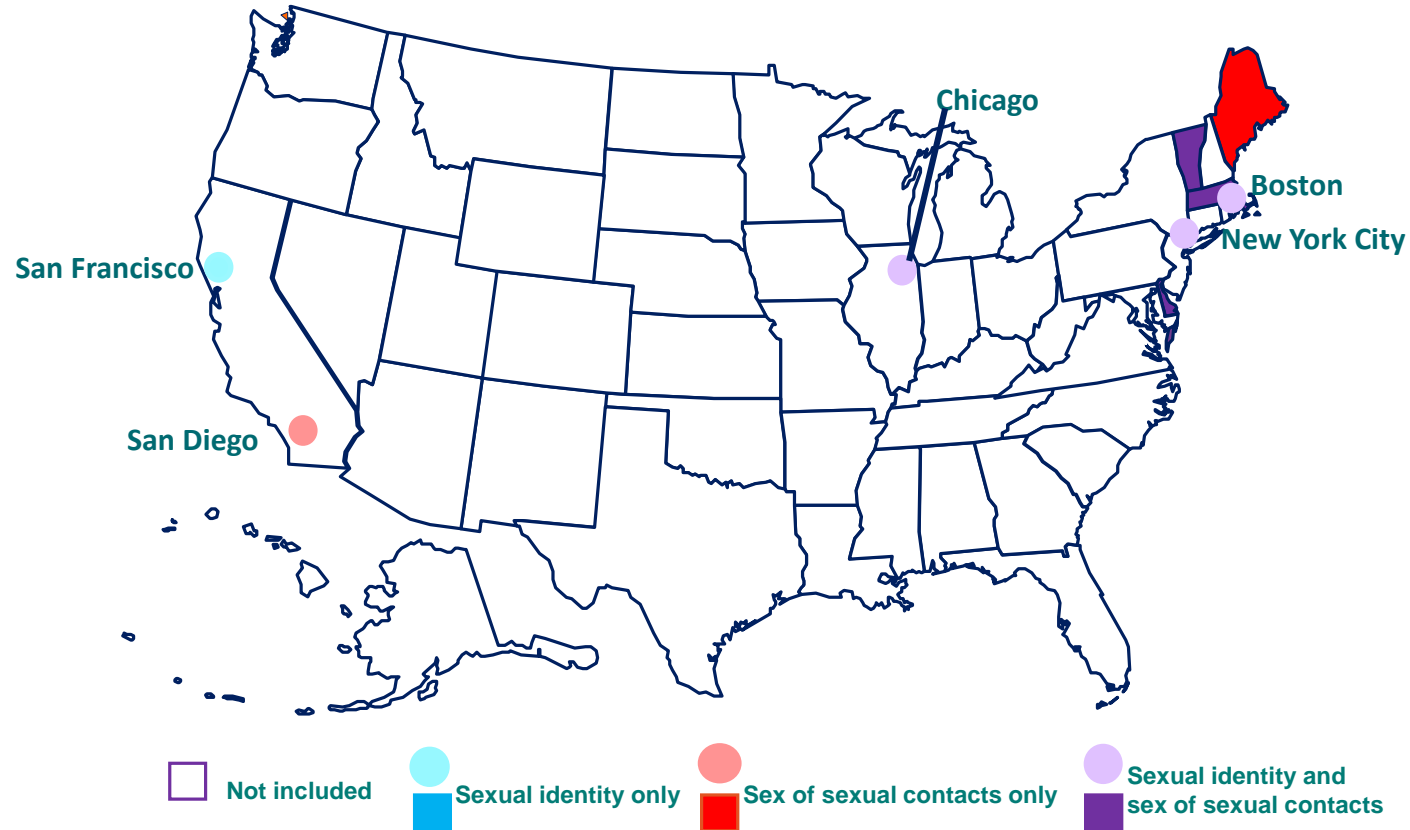 Chicago
Boston
New York City
San Francisco
San Diego
Not included
Sexual identity only
Sex of sexual contacts only
Sexual identity and
sex of sexual contacts